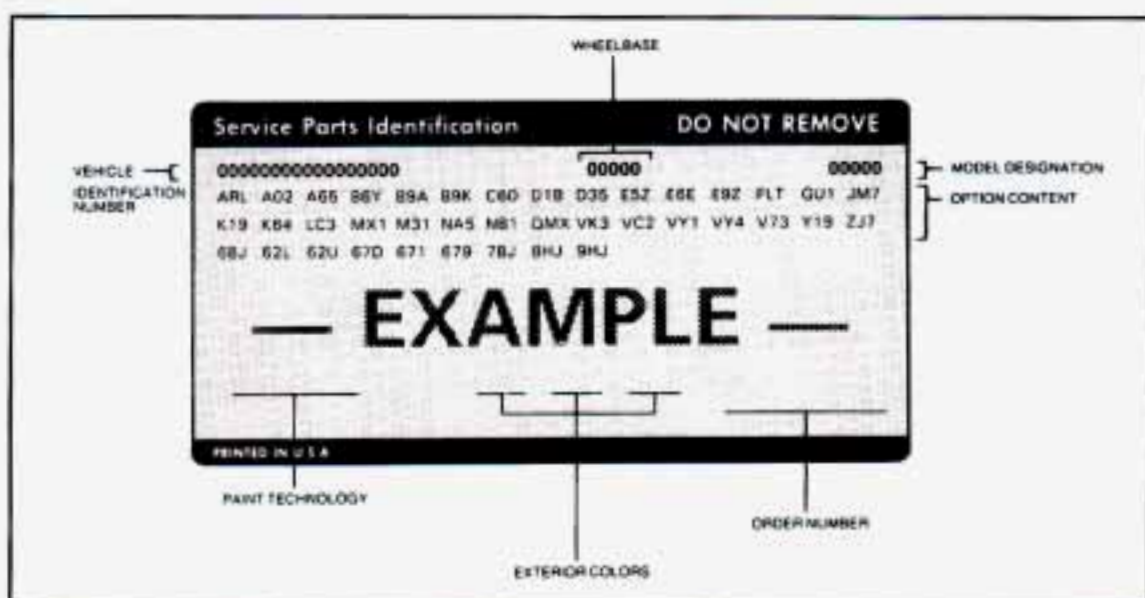 WHEELBASE
Service Parts Identification DO NOT REMOVE
VEHICLE IDENTIFICATION NUMBER
00000000000000000 00000 00000
MODEL DESIGNATION
ARL A02 A65 B6Y B9A B9K C60 D1B D35 E5Z E6E E9Z FLT GU1 JM7
OPTION CONTENT
K19 K64 LC3 MX1 M31 NA5 NB1 QMX VK3 VC2 VY1 VY4 V73 Y19 ZJ7
68J 62L 62U 67D 671 679 7BJ 8HJ 9HJ
EXAMPLE
PRINTED IN U S A
PAINT TECHNOLOGY
ORDER NUMBER
EXTERIOR COLORS